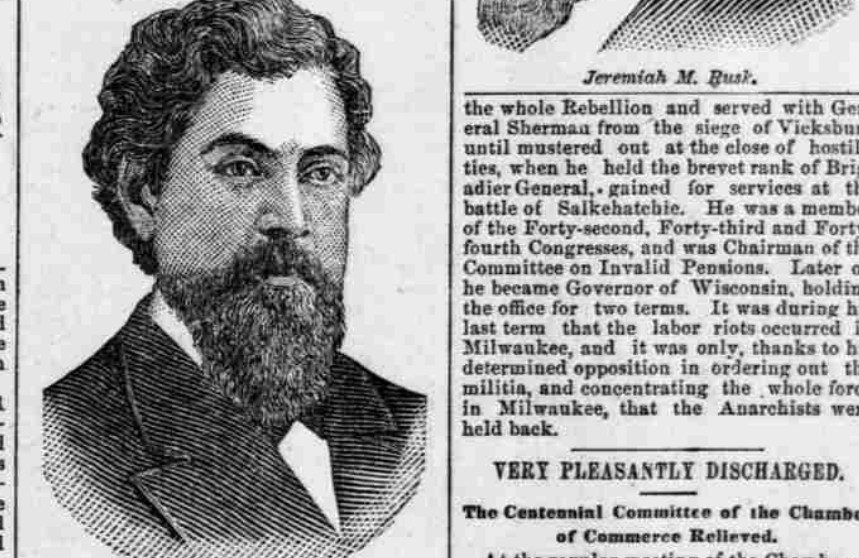 Jeremiah M. Rusk.
the whole Rebellion and served with Gen
eral Sherman from the siege of Vicksbur
until mustered out at the close of hostil
ties, when he held the brevet rank of Brig
adier General, gained for services at th
battle of Salkehatchie. He was a membe
of the Forty-second, Forty-third and Forty
fourth Congresses, and was Chairman of th
Committee on Invalid Pensions. Later o
he became Governor of Wisconsin, holdin
the office for two terms. It was during h
last term that the labor riots occurred i
Milwaukee, and it was only, thanks to h
determined opposition in ordering out th
militia, and concentrating the whole forc
in Milwaukee, that the Anarchists wer
held back.
VERY PLEASANTLY DISCHARGED.
The Centennial Committee of the Chambe
of Commerce Relieved.
At the regular meeting of the